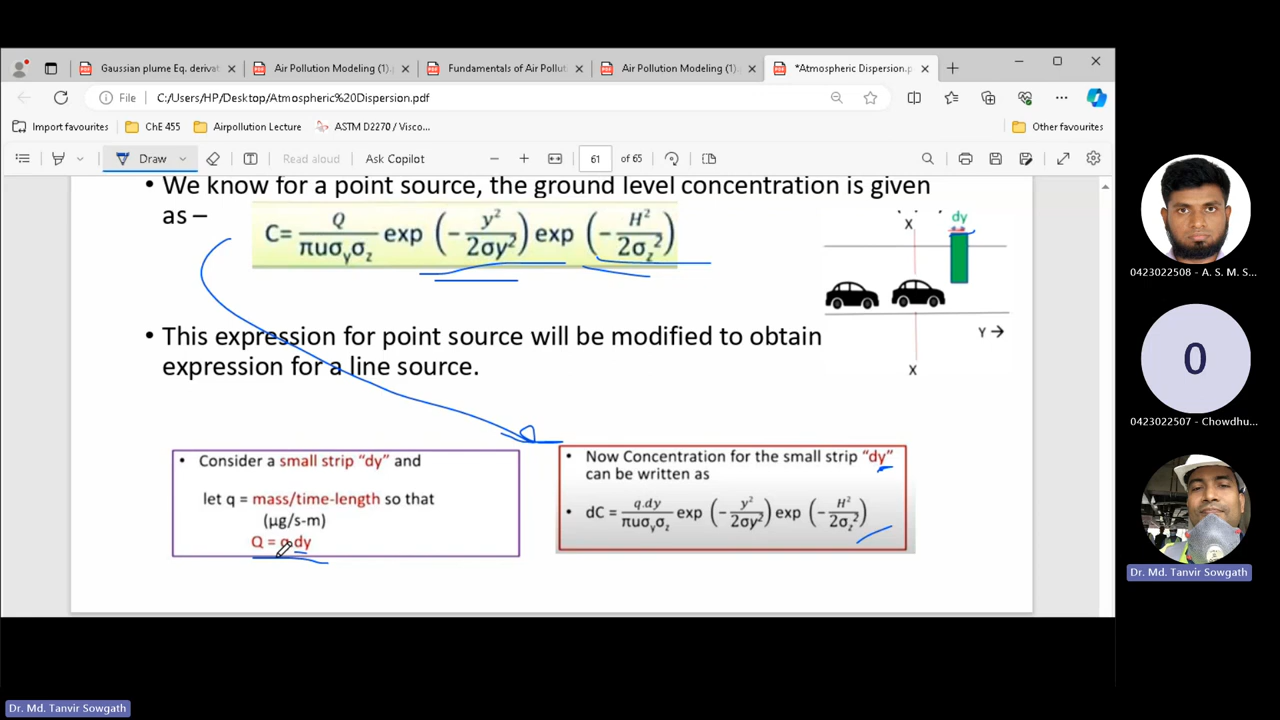 Gaussian plume Eq. derivat
Air Pollution Modeling (1).
Fundamentals of Air Pollut
Air Pollution Modeling (1).
*Atmospheric Dispersion.p
File
C:/Users/HP/Desktop/Atmospheric%20Dispersion.pdf
Import favourites
ChE 455
Airpollution Lecture
ASTM D2270 / Visco...
Other favourites
Draw
Read aloud
Ask Copilot
61
of 65
• We know for a point source, the ground level concentration is given
as –
C= Q/πuσyσz exp (−y²/2σy²) exp (−H²/2σz²)
dy
X
Y →
X
• This expression for point source will be modified to obtain
expression for a line source.
• Consider a small strip “dy” and
let q = mass/time-length so that
(µg/s-m)
Q = q.dy
• Now Concentration for the small strip “dy”
can be written as
• dC = q.dy/πuσyσz exp (−y²/2σy²) exp (−H²/2σz²)
0423022508 - A. S. M. S...
0
0423022507 - Chowdhu...
Dr. Md. Tanvir Sowgath
Dr. Md. Tanvir Sowgath